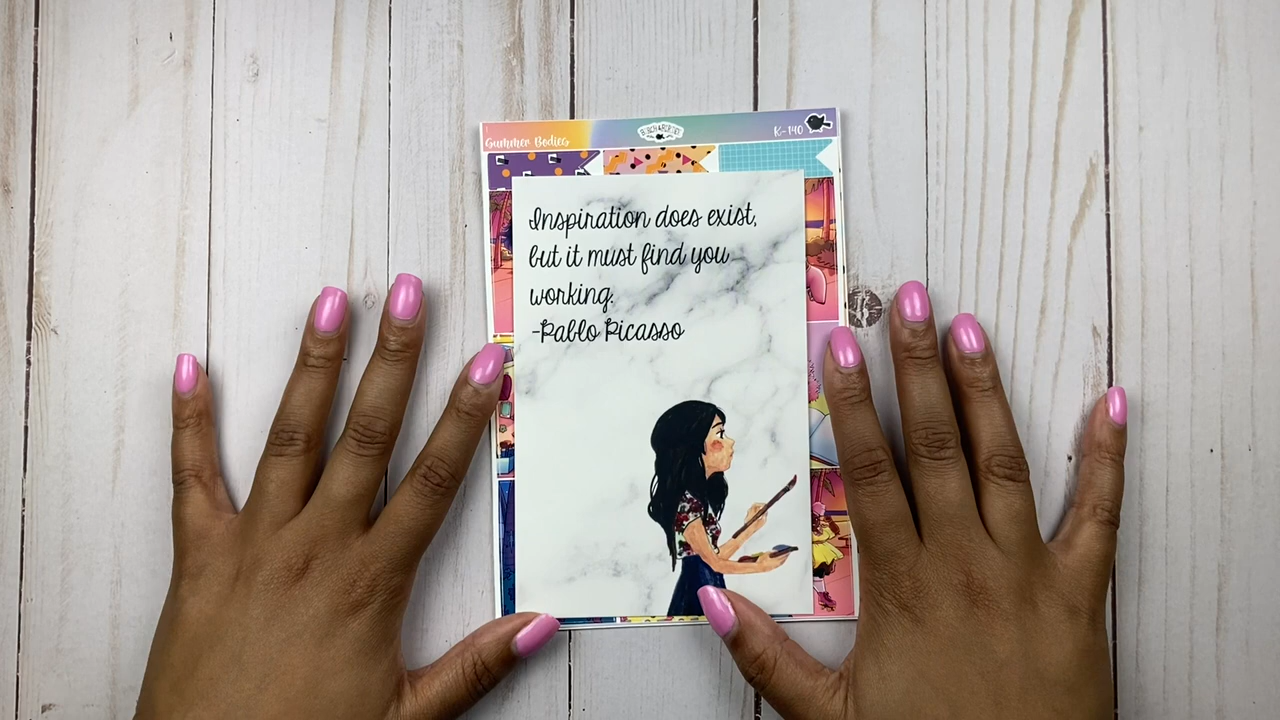 Summer Bodies
K-140
Inspiration does exist,
but it must find you
working.
-Pablo Picasso